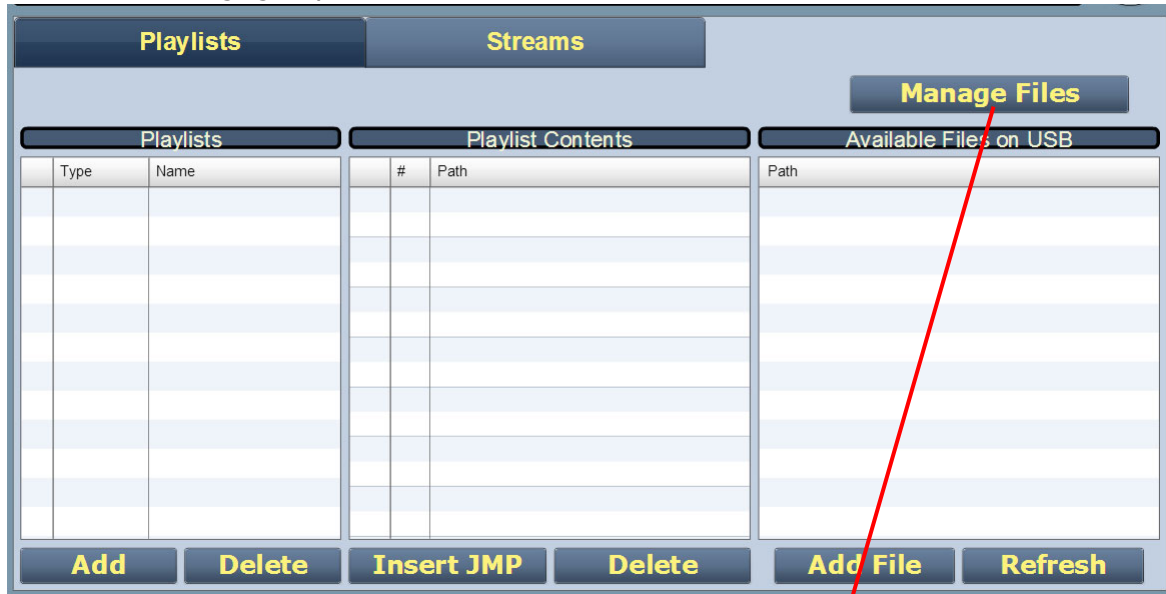 Playlists Streams
Manage Files
Playlists Playlist Contents Available Files on USB
Type Name # Path Path
Add Delete Insert JMP Delete Add File Refresh